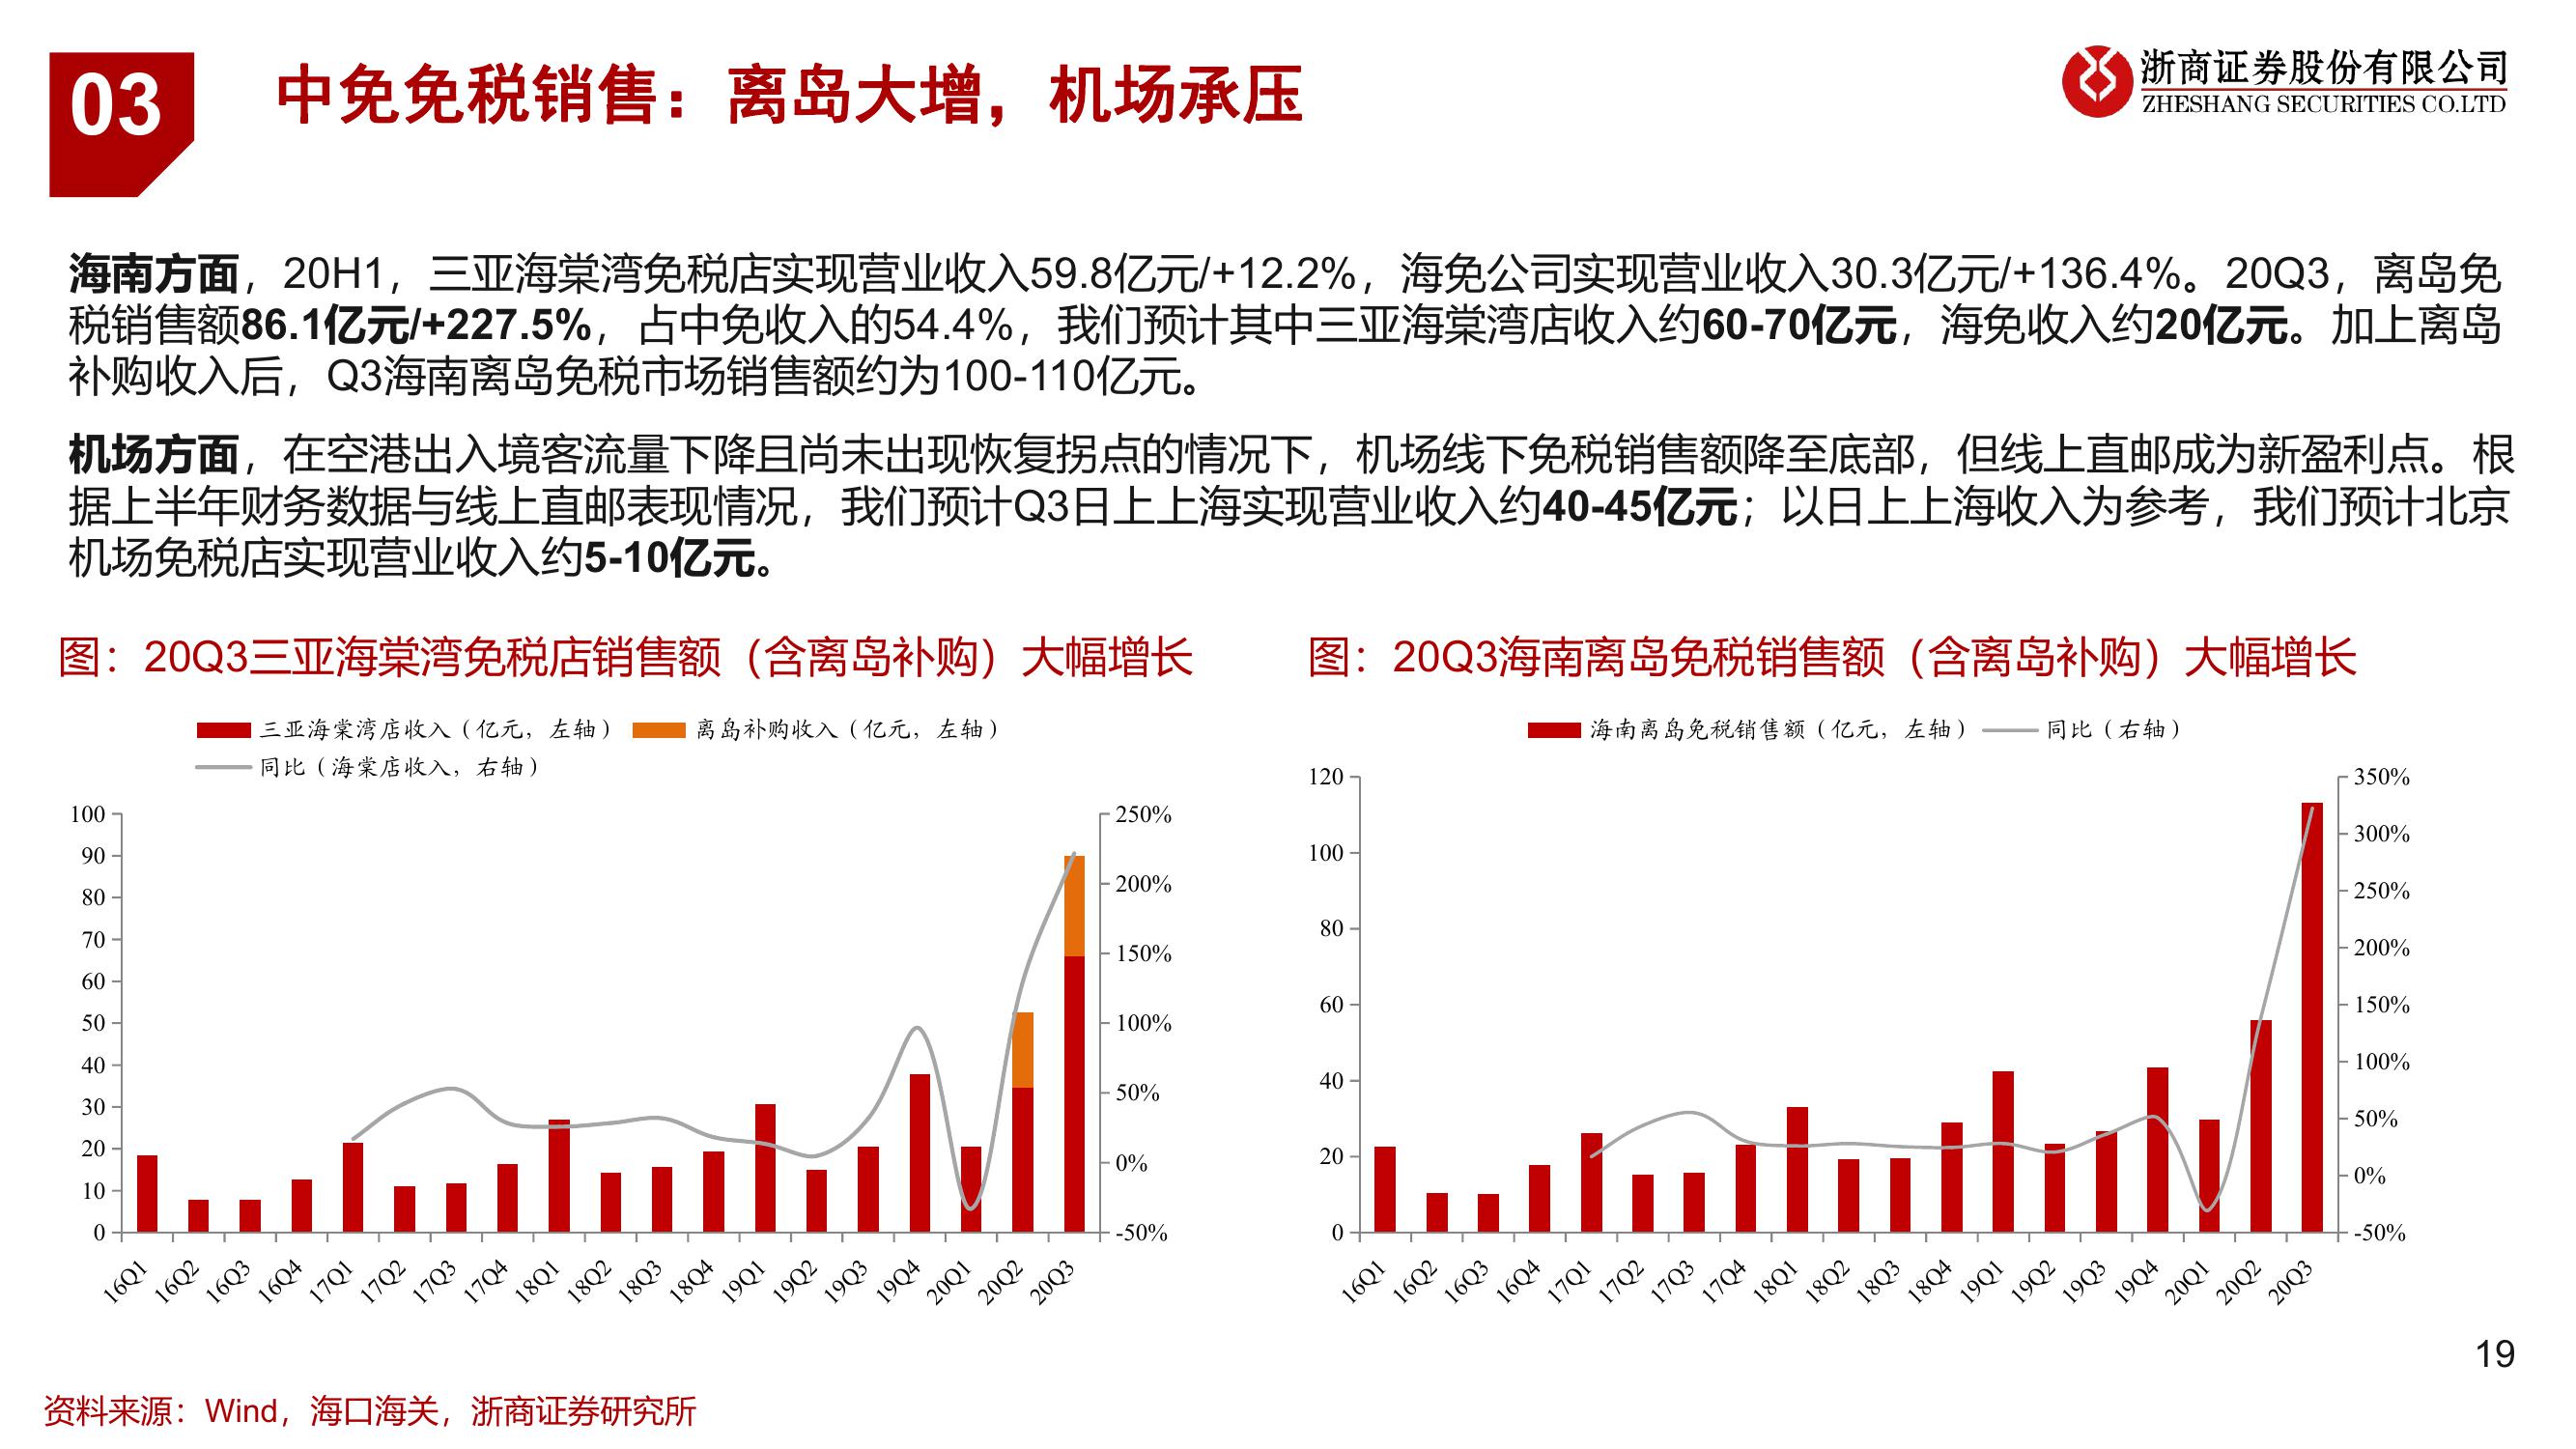 03
中免免税销售：离岛大增，机场承压
浙商证券股份有限公司
ZHESHANG SECURITIES CO.LTD
海南方面，20H1，三亚海棠湾免税店实现营业收入59.8亿元/+12.2%，海免公司实现营业收入30.3亿元/+136.4%。20Q3，离岛免
税销售额86.1亿元/+227.5%，占中免收入的54.4%，我们预计其中三亚海棠湾店收入约60-70亿元，海免收入约20亿元。加上离岛
补购收入后，Q3海南离岛免税市场销售额约为100-110亿元。
机场方面，在空港出入境客流量下降且尚未出现恢复拐点的情况下，机场线下免税销售额降至底部，但线上直邮成为新盈利点。根
据上半年财务数据与线上直邮表现情况，我们预计Q3日上上海实现营业收入约40-45亿元；以日上上海收入为参考，我们预计北京
机场免税店实现营业收入约5-10亿元。
图：20Q3三亚海棠湾免税店销售额（含离岛补购）大幅增长
三亚海棠湾店收入（亿元，左轴） 离岛补购收入（亿元，左轴）
同比（海棠店收入，右轴）
100
90
80
70
60
50
40
30
20
10
0
250%
200%
150%
100%
50%
0%
-50%
16Q1 16Q2 16Q3 16Q4 17Q1 17Q2 17Q3 17Q4 18Q1 18Q2 18Q3 18Q4 19Q1 19Q2 19Q3 19Q4 20Q1 20Q2 20Q3
图：20Q3海南离岛免税销售额（含离岛补购）大幅增长
海南离岛免税销售额（亿元，左轴） 同比（右轴）
120
100
80
60
40
20
0
350%
300%
250%
200%
150%
100%
50%
0%
-50%
16Q1 16Q2 16Q3 16Q4 17Q1 17Q2 17Q3 17Q4 18Q1 18Q2 18Q3 18Q4 19Q1 19Q2 19Q3 19Q4 20Q1 20Q2 20Q3
19
资料来源：Wind，海口海关，浙商证券研究所